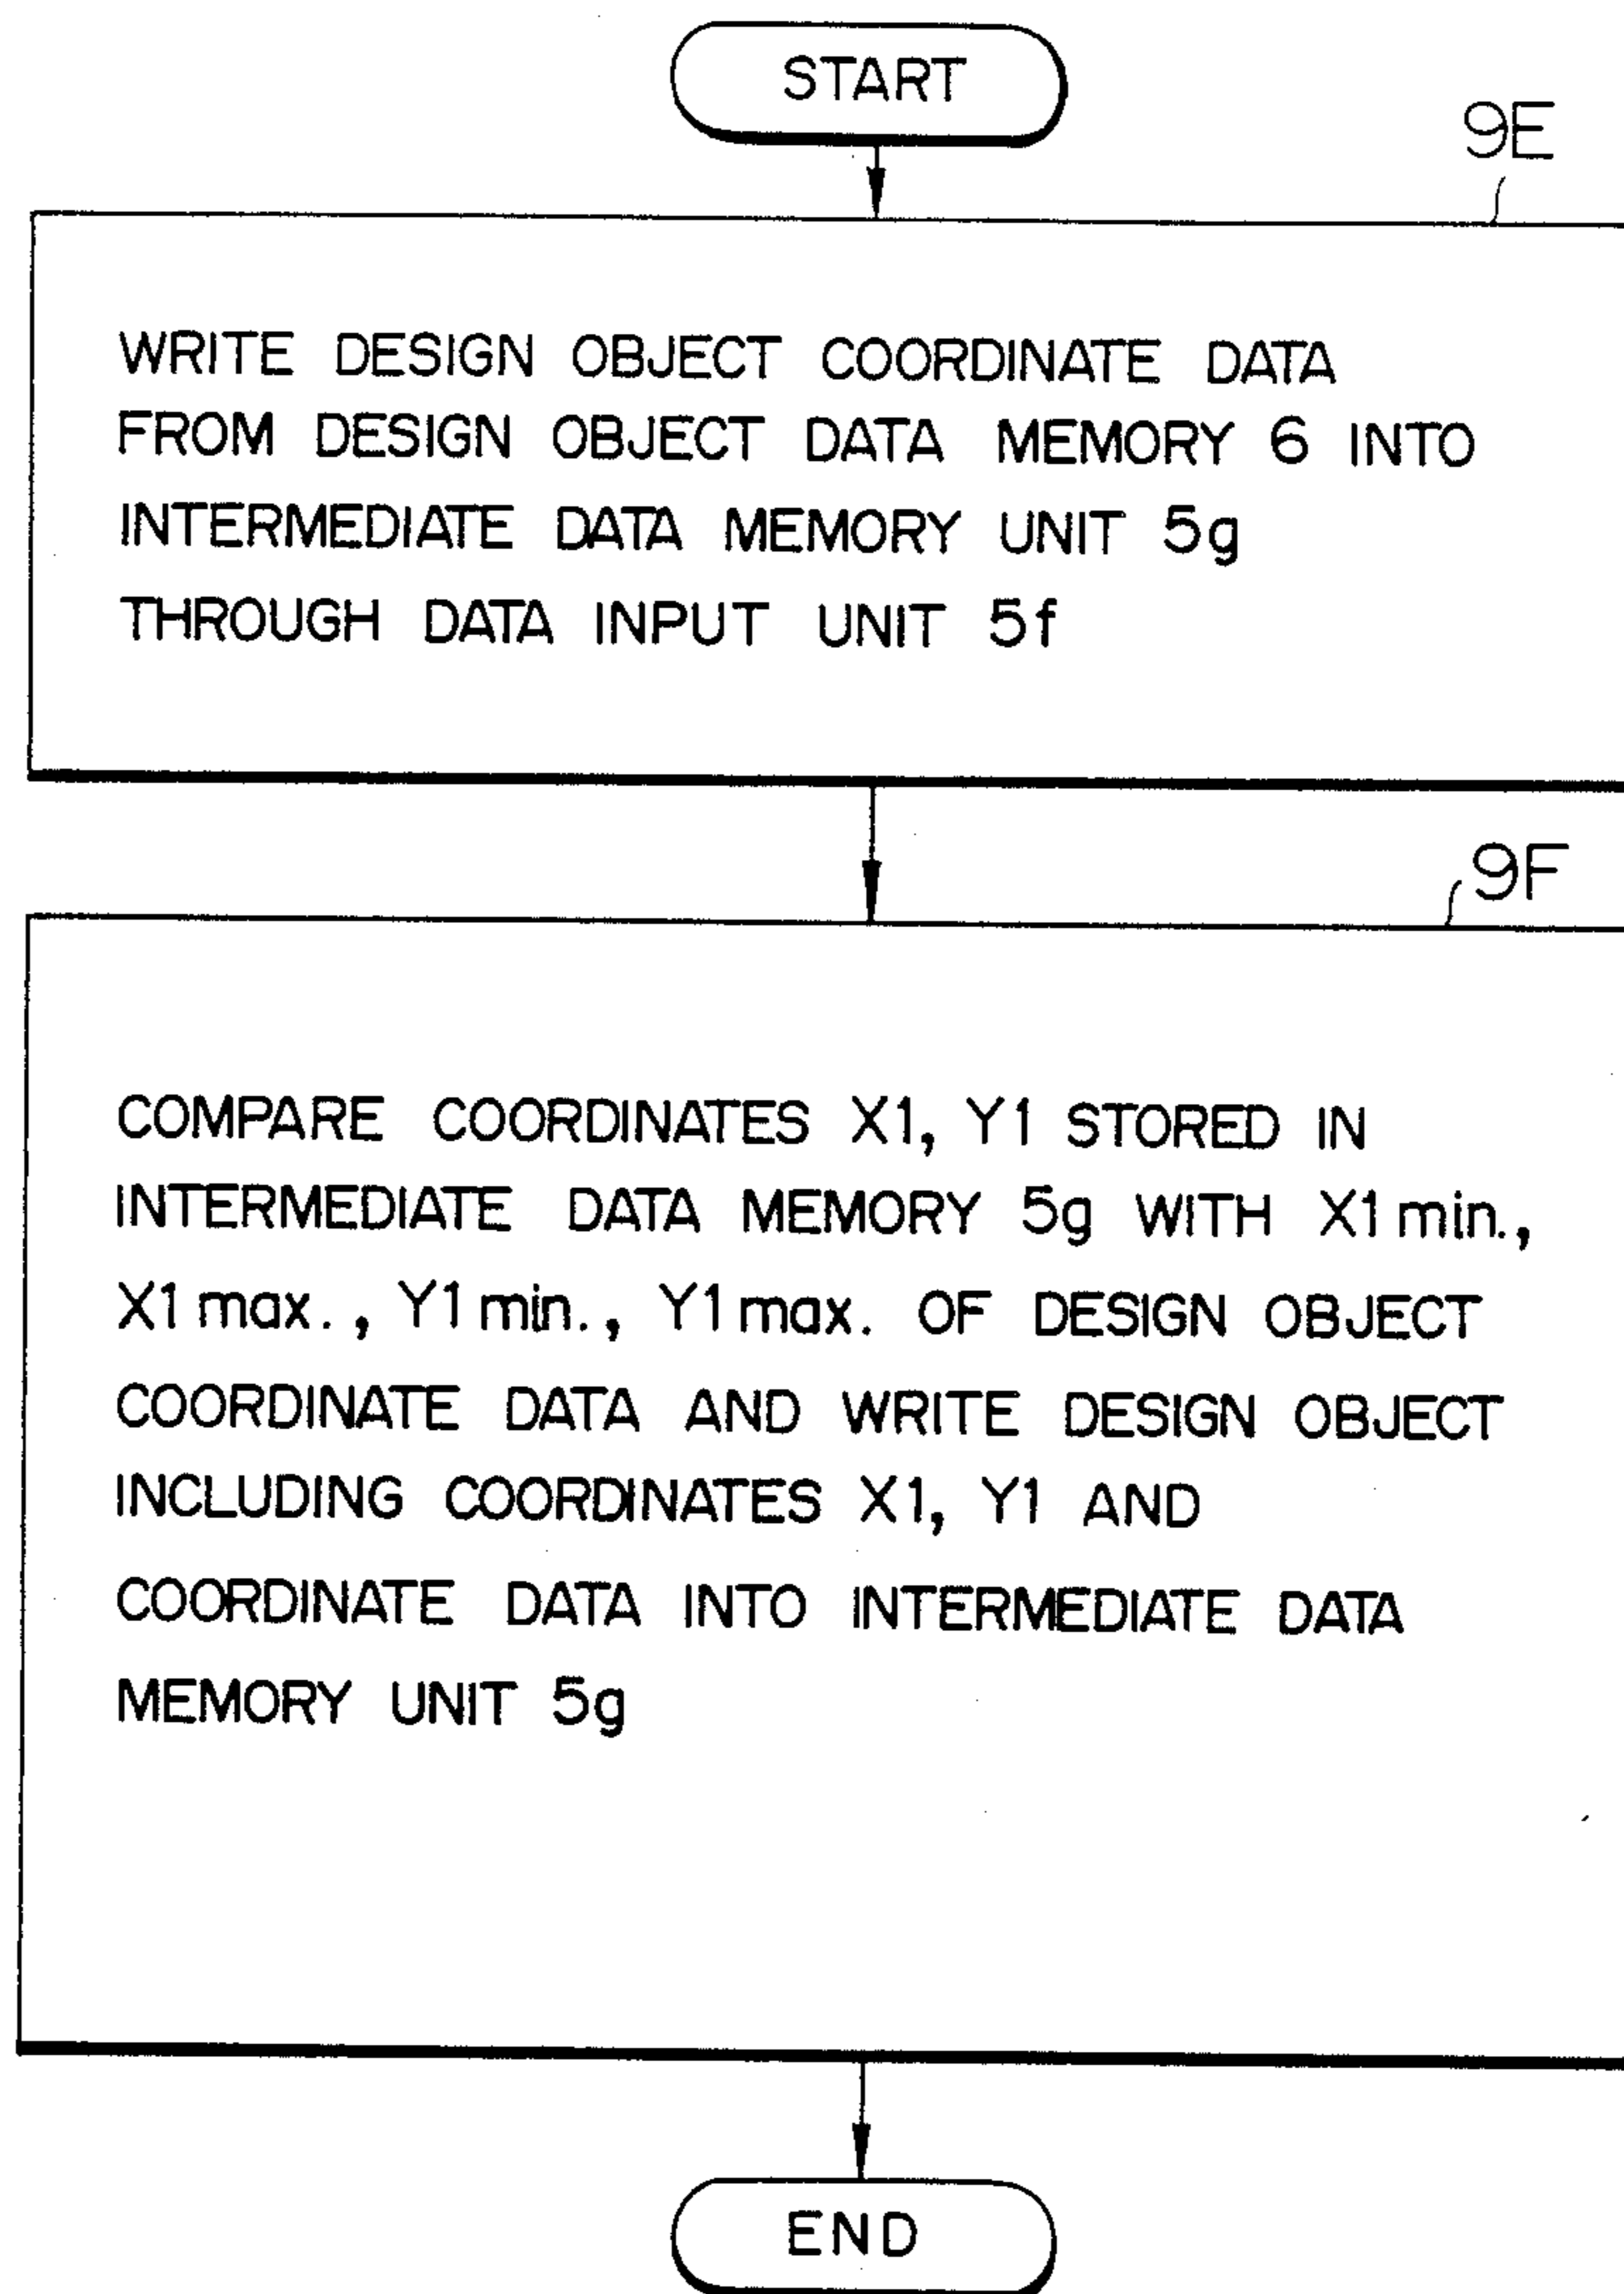 START
9E
WRITE DESIGN OBJECT COORDINATE DATA
FROM DESIGN OBJECT DATA MEMORY 6 INTO
INTERMEDIATE DATA MEMORY UNIT 5g
THROUGH DATA INPUT UNIT 5f
9F
COMPARE COORDINATES X1, Y1 STORED IN
INTERMEDIATE DATA MEMORY 5g WITH X1 min.,
X1 max., Y1 min., Y1 max. OF DESIGN OBJECT
COORDINATE DATA AND WRITE DESIGN OBJECT
INCLUDING COORDINATES X1, Y1 AND
COORDINATE DATA INTO INTERMEDIATE DATA
MEMORY UNIT 5g
END